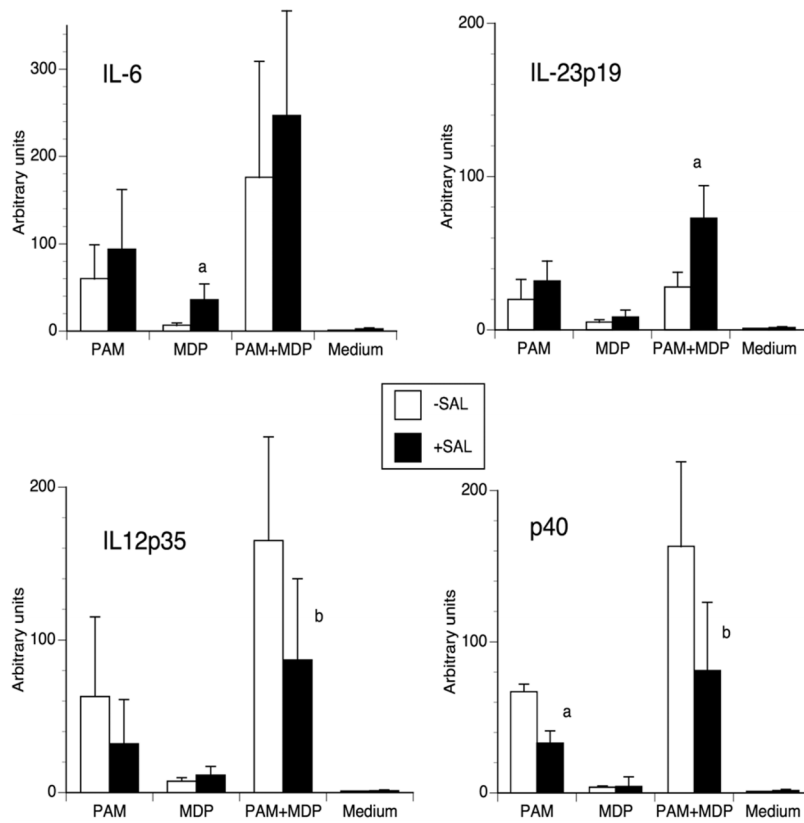 IL-6
Arbitrary units
300
200
100
0
a
PAM MDP PAM+MDP Medium
IL-23p19
Arbitrary units
200
100
0
a
PAM MDP PAM+MDP Medium
-SAL
+SAL
IL12p35
Arbitrary units
200
100
0
b
PAM MDP PAM+MDP Medium
p40
Arbitrary units
200
100
0
a
b
PAM MDP PAM+MDP Medium